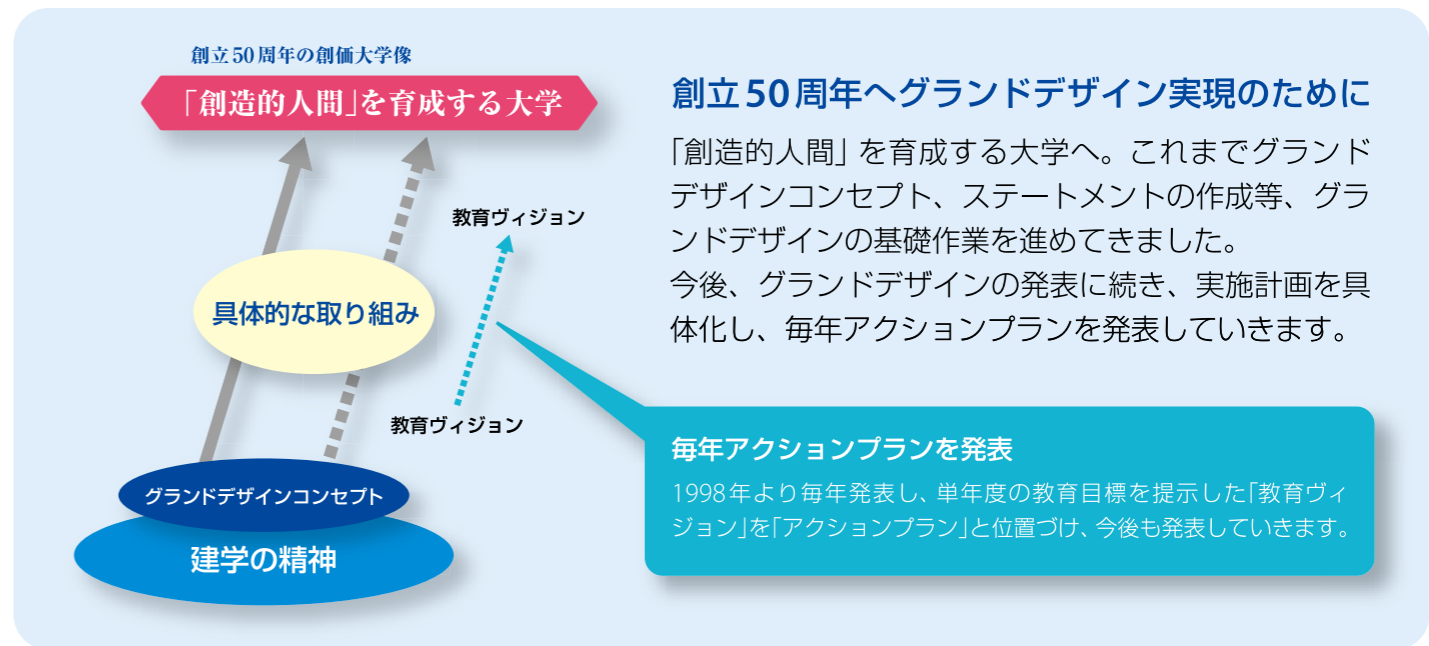 創立50周年の創価大学像
「創造的人間」を育成する大学
教育ヴィジョン
具体的な取り組み
教育ヴィジョン
グランドデザインコンセプト
建学の精神
創立50周年へグランドデザイン実現のために
「創造的人間」を育成する大学へ。これまでグランド
デザインコンセプト、ステートメントの作成等、グラ
ンドデザインの基礎作業を進めてきました。
今後、グランドデザインの発表に続き、実施計画を具
体化し、毎年アクションプランを発表していきます。
毎年アクションプランを発表
1998年より毎年発表し、単年度の教育目標を提示した「教育ヴィ
ジョン」を「アクションプラン」と位置づけ、今後も発表していきます。